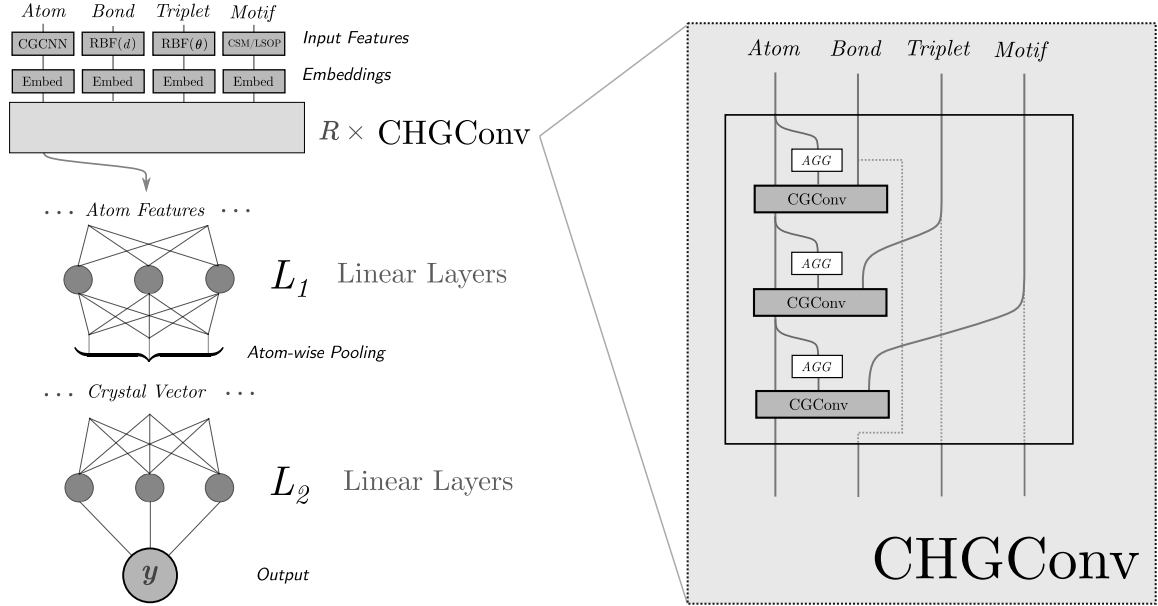 Atom Bond Triplet Motif
CGCNN RBF(d) RBF(θ) CSM/LSOP Input Features
Embed Embed Embed Embed Embeddings
R × CHGConv
... Atom Features ...
L1 Linear Layers
Atom-wise Pooling
... Crystal Vector ...
L2 Linear Layers
y Output
Atom Bond Triplet Motif
AGG
CGConv
AGG
CGConv
AGG
CGConv
CHGConv